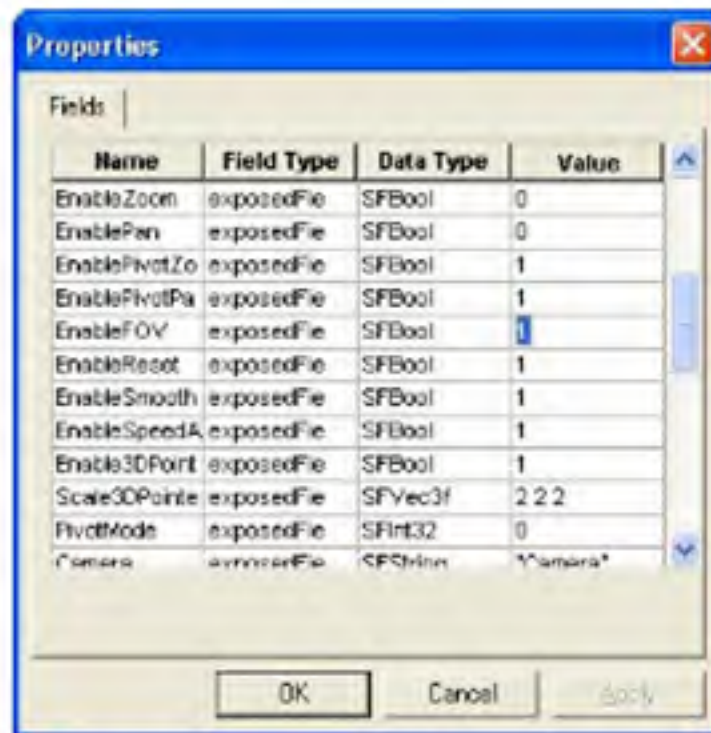 Properties
Fields
Name Field Type Data Type Value
EnableZoom exposedFie SFBool 0
EnablePan exposedFie SFBool 0
EnablePivotZo exposedFie SFBool 1
EnablePivotPa exposedFie SFBool 1
EnableFOV exposedFie SFBool 1
EnableReset exposedFie SFBool 1
EnableSmooth exposedFie SFBool 1
EnableSpeedA exposedFie SFBool 1
Enable3DPoint exposedFie SFBool 1
Scale3DPointe exposedFie SFVec3f 2 2 2
PivotMode exposedFie SFInt32 0
Camera exposedFie SFString "Camera"
OK Cancel Apply